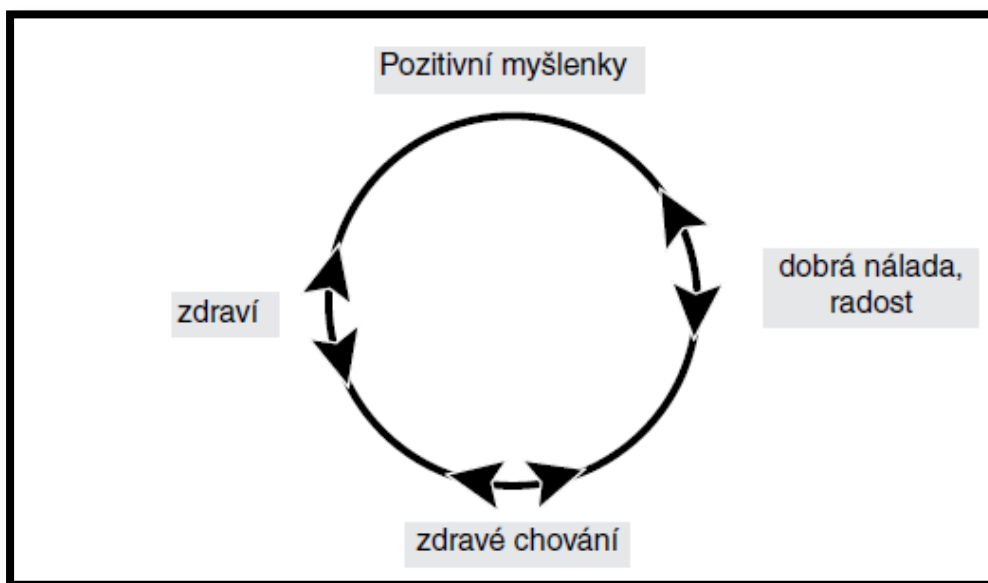 Pozitivní myšlenky
dobrá nálada,
radost
zdraví
zdravé chování